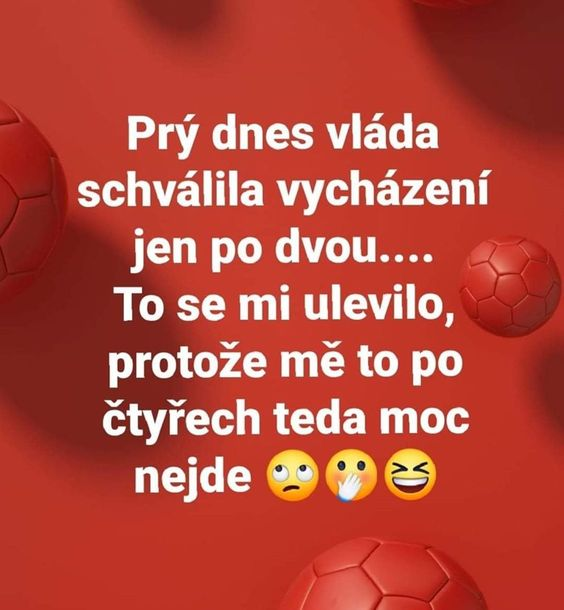 Prý dnes vláda
schválila vycházení
jen po dvou....
To se mi ulevilo,
protože mě to po
čtyřech teda moc
nejde 🙄🤭😆